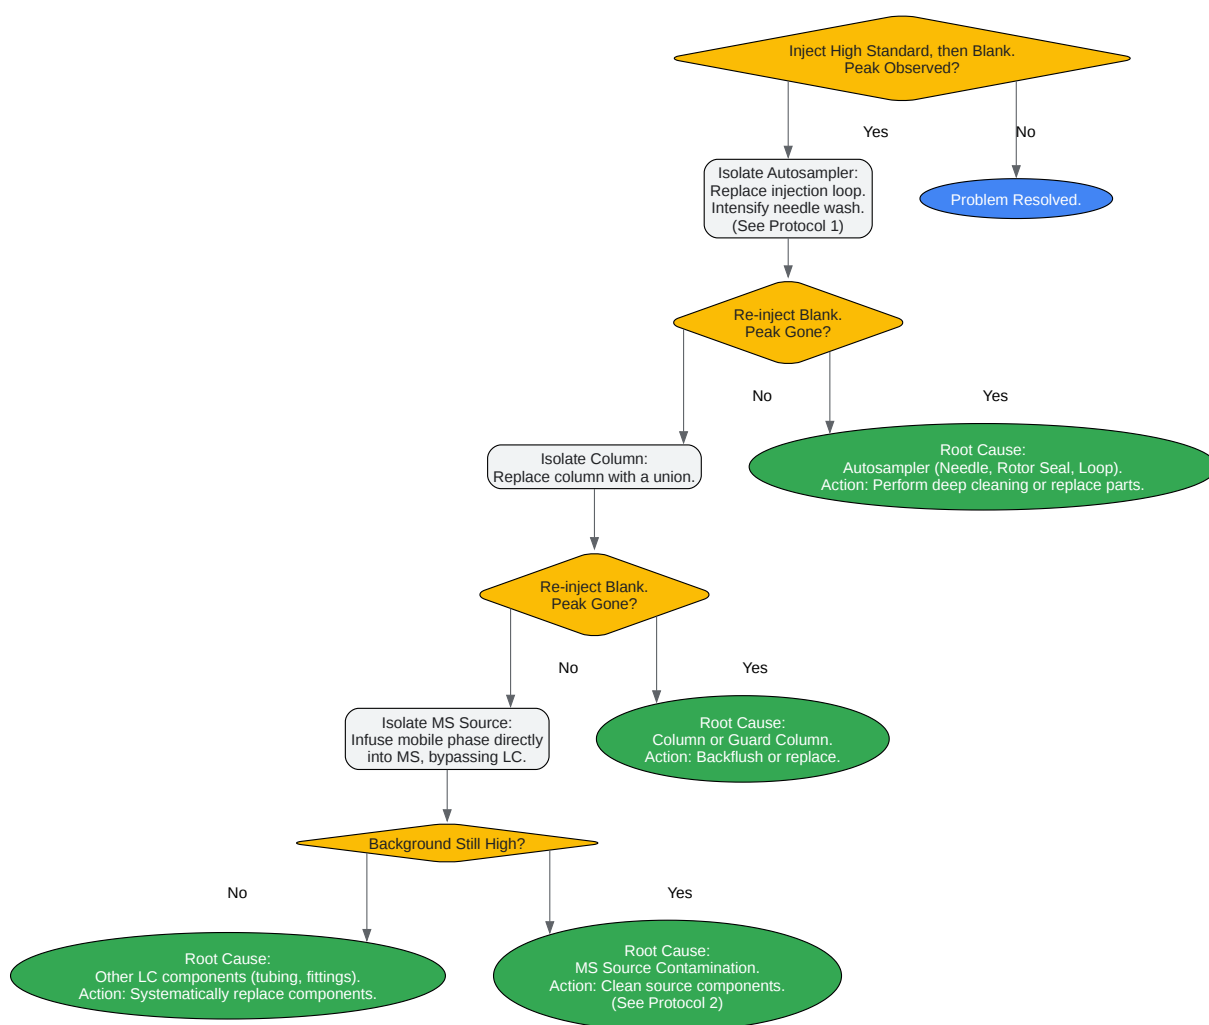 Inject High Standard, then Blank.
Peak Observed?
Yes
No
Isolate Autosampler:
Replace injection loop.
Intensify needle wash.
(See Protocol 1)
Problem Resolved.
Re-inject Blank.
Peak Gone?
No
Yes
Isolate Column:
Replace column with a union.
Root Cause:
Autosampler (Needle, Rotor Seal, Loop).
Action: Perform deep cleaning or replace parts.
Re-inject Blank.
Peak Gone?
No
Yes
Isolate MS Source:
Infuse mobile phase directly
into MS, bypassing LC.
Root Cause:
Column or Guard Column.
Action: Backflush or replace.
Background Still High?
No
Yes
Root Cause:
Other LC components (tubing, fittings).
Action: Systematically replace components.
Root Cause:
MS Source Contamination.
Action: Clean source components.
(See Protocol 2)